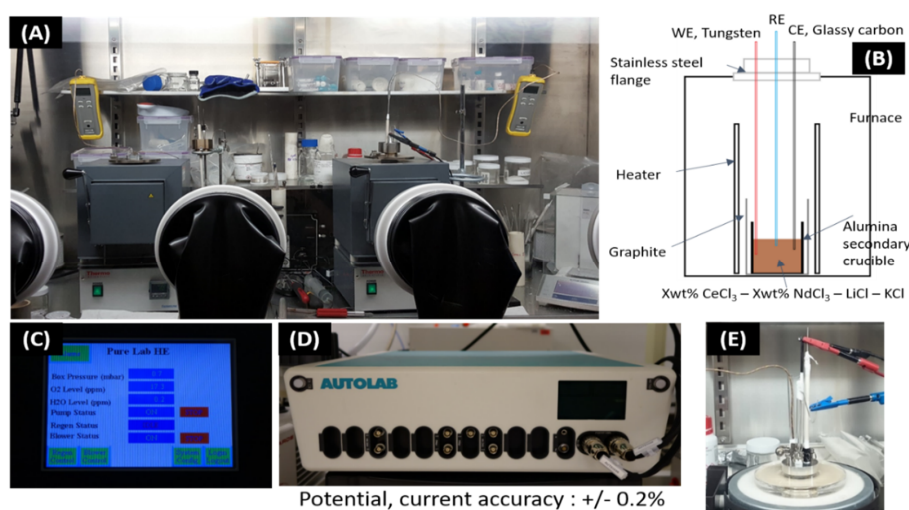 (A)
RE
WE, Tungsten
CE, Glassy carbon
(B)
Stainless steel
flange
Furnace
Heater
Graphite
Alumina
secondary
crucible
Xwt% CeCl₃ – Xwt% NdCl₃ – LiCl – KCl
(C)
Pure Lab HE
Box Pressure (mbar)
O2 Level (ppm)
H2O Level (ppm)
Pump Status
Regen Status
Blower Status
(D)
AUTOLAB
Potential, current accuracy : +/- 0.2%
(E)